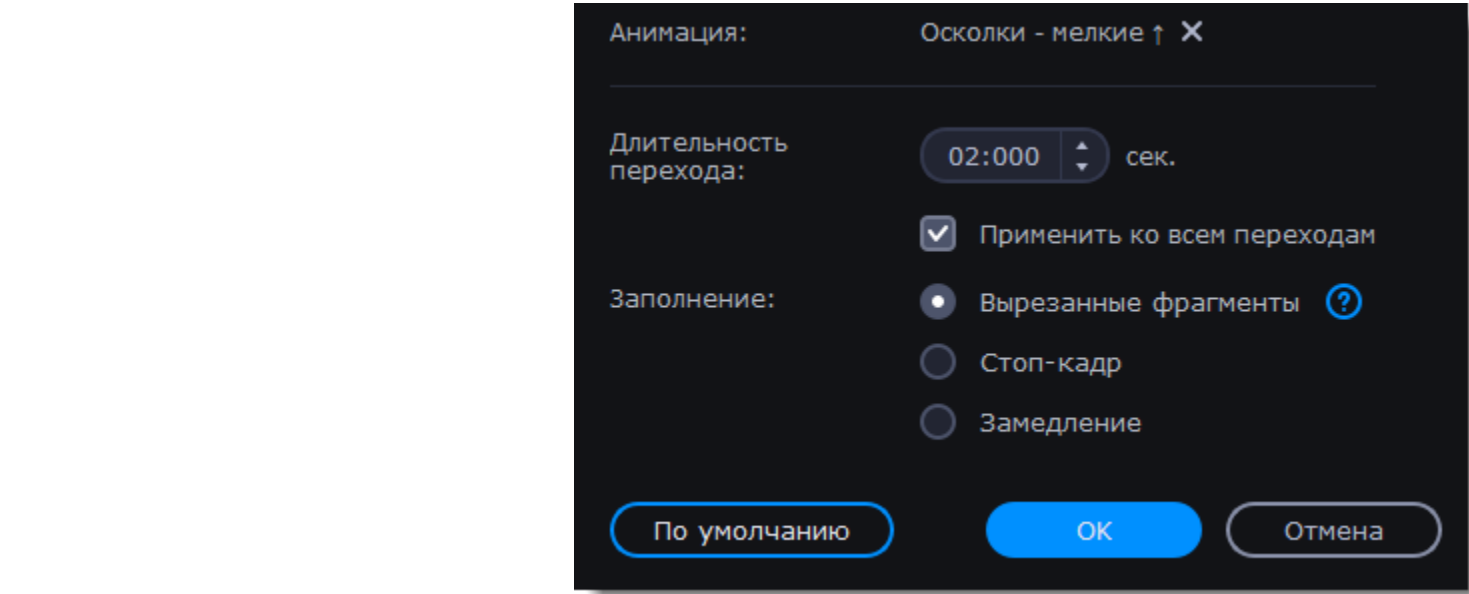 Анимация: Осколки - мелкие ↑ ✕
Длительность
перехода:
02:000 сек.
Применить ко всем переходам
Заполнение:
Вырезанные фрагменты ?
Стоп-кадр
Замедление
По умолчанию OK Отмена